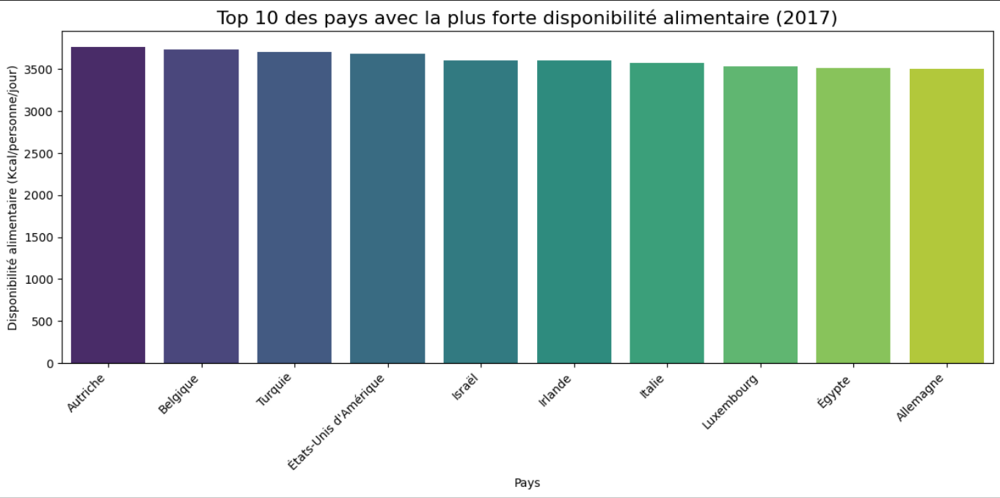 Top 10 des pays avec la plus forte disponibilité alimentaire (2017)
Disponibilité alimentaire (Kcal/personne/jour)
3500
3000
2500
2000
1500
1000
500
0
Autriche
Belgique
Turquie
États-Unis d'Amérique
Israël
Irlande
Italie
Luxembourg
Égypte
Allemagne
Pays